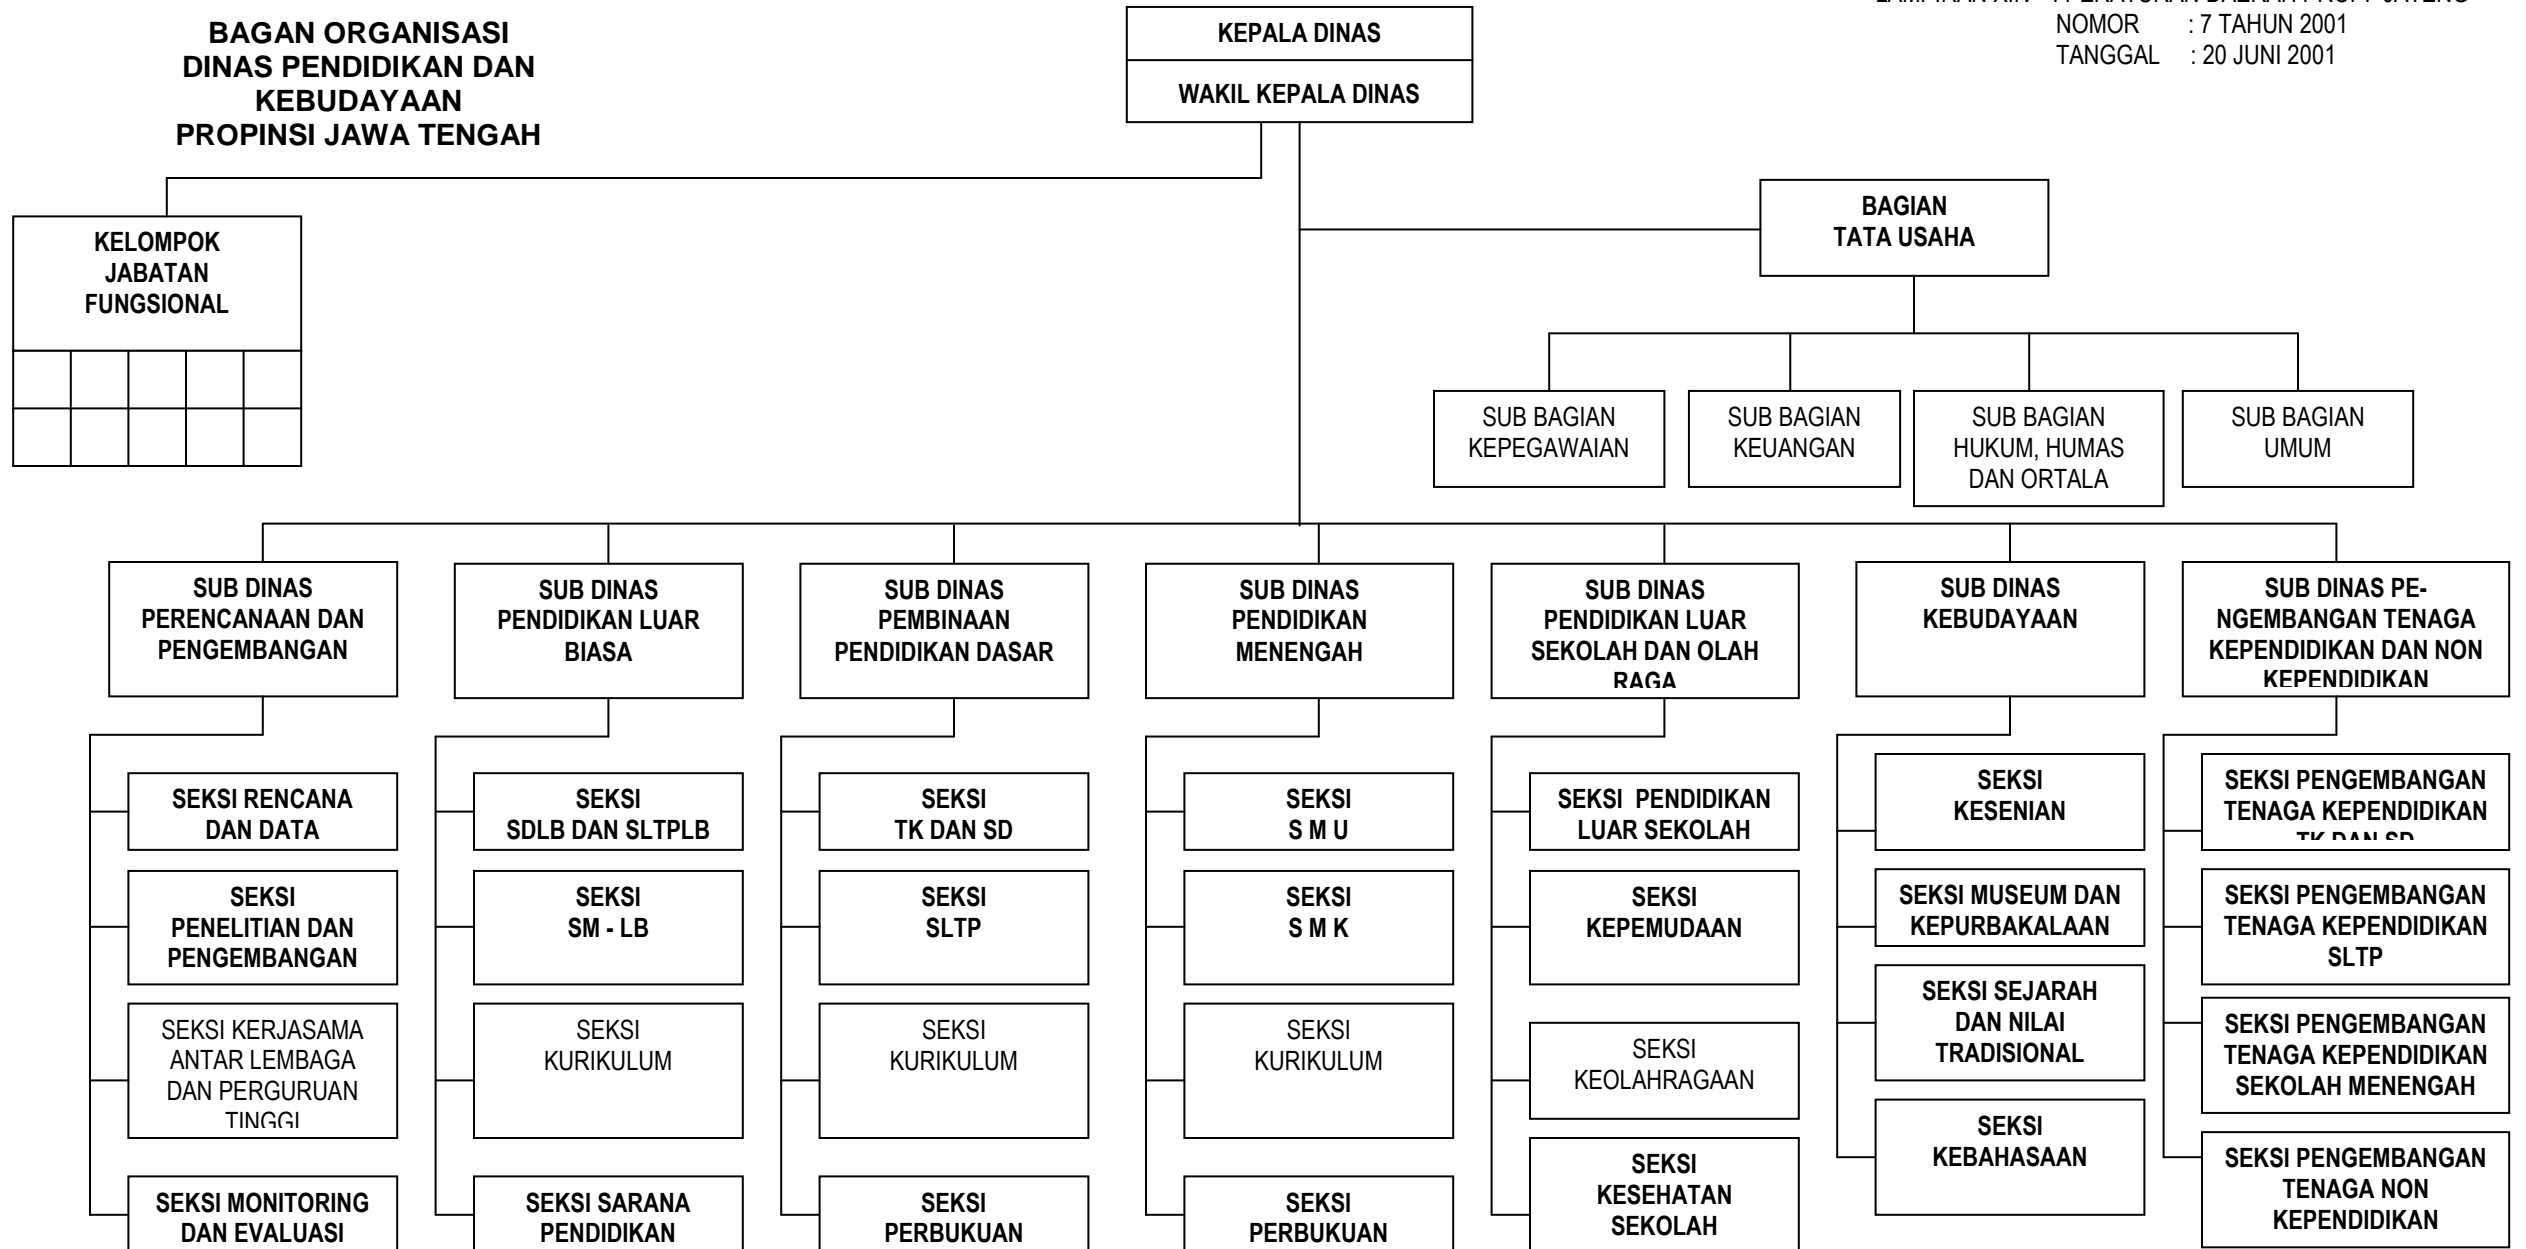 BAGAN ORGANISASI
DINAS PENDIDIKAN DAN
KEBUDAYAAN
PROPINSI JAWA TENGAH
KEPALA DINAS
WAKIL KEPALA DINAS
NOMOR : 7 TAHUN 2001
TANGGAL : 20 JUNI 2001
KELOMPOK
JABATAN
FUNGSIONAL
BAGIAN
TATA USAHA
SUB BAGIAN
KEPEGAWAIAN
SUB BAGIAN
KEUANGAN
SUB BAGIAN
HUKUM, HUMAS
DAN ORTALA
SUB BAGIAN
UMUM
SUB DINAS
PERENCANAAN DAN
PENGEMBANGAN
SUB DINAS
PENDIDIKAN LUAR
BIASA
SUB DINAS
PEMBINAAN
PENDIDIKAN DASAR
SUB DINAS
PENDIDIKAN
MENENGAH
SUB DINAS
PENDIDIKAN LUAR
SEKOLAH DAN OLAH
RAGA
SUB DINAS
KEBUDAYAAN
SUB DINAS PE-
NGEMBANGAN TENAGA
KEPENDIDIKAN DAN NON
KEPENDIDIKAN
SEKSI RENCANA
DAN DATA
SEKSI
PENELITIAN DAN
PENGEMBANGAN
SEKSI KERJASAMA
ANTAR LEMBAGA
DAN PERGURUAN
TINGGI
SEKSI MONITORING
DAN EVALUASI
SEKSI
SDLB DAN SLTPLB
SEKSI
SM - LB
SEKSI
KURIKULUM
SEKSI SARANA
PENDIDIKAN
SEKSI
TK DAN SD
SEKSI
SLTP
SEKSI
KURIKULUM
SEKSI
PERBUKUAN
SEKSI
S M U
SEKSI
S M K
SEKSI
KURIKULUM
SEKSI
PERBUKUAN
SEKSI PENDIDIKAN
LUAR SEKOLAH
SEKSI
KEPEMUDAAN
SEKSI
KEOLAHRAGAAN
SEKSI
KESEHATAN
SEKOLAH
SEKSI
KESENIAN
SEKSI MUSEUM DAN
KEPURBAKALAAN
SEKSI SEJARAH
DAN NILAI
TRADISIONAL
SEKSI
KEBAHASAAN
SEKSI PENGEMBANGAN
TENAGA KEPENDIDIKAN
TK DAN SD
SEKSI PENGEMBANGAN
TENAGA KEPENDIDIKAN
SLTP
SEKSI PENGEMBANGAN
TENAGA KEPENDIDIKAN
SEKOLAH MENENGAH
SEKSI PENGEMBANGAN
TENAGA NON
KEPENDIDIKAN